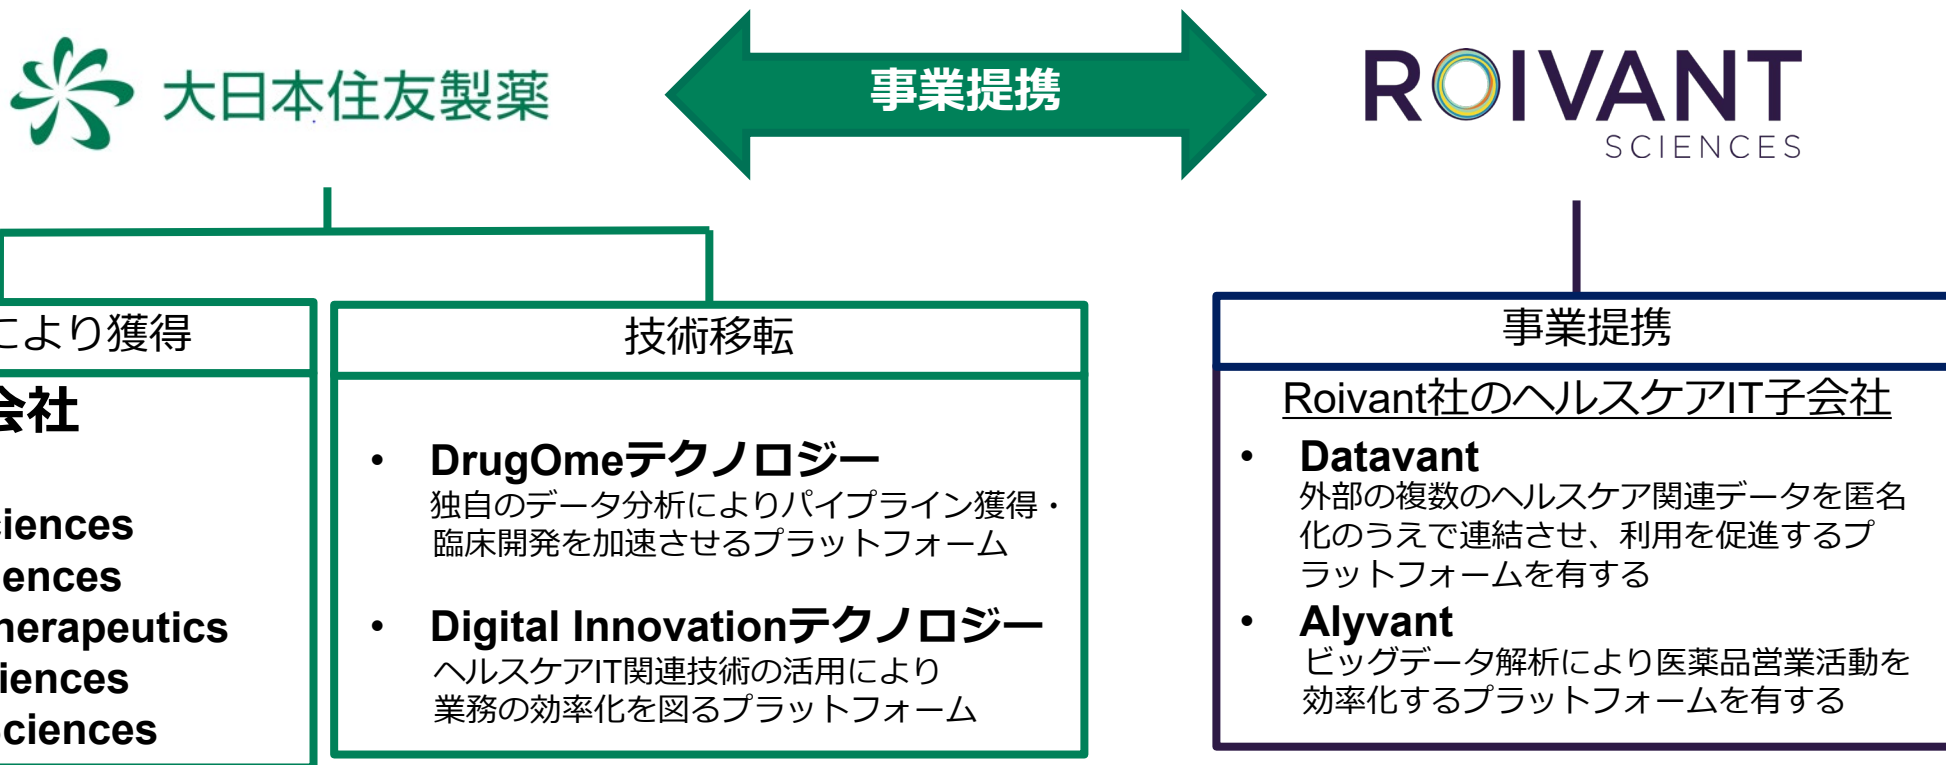 大日本住友製薬
事業提携
ROIVANT
SCIENCES
により獲得
会社
iences
ences
herapeutics
iences
ciences
技術移転
• DrugOmeテクノロジー
独自のデータ分析によりパイプライン獲得・
臨床開発を加速させるプラットフォーム
• Digital Innovationテクノロジー
ヘルスケアIT関連技術の活用により
業務の効率化を図るプラットフォーム
事業提携
Roivant社のヘルスケアIT子会社
• Datavant
外部の複数のヘルスケア関連データを匿名
化のうえで連結させ、利用を促進するプ
ラットフォームを有する
• Alyvant
ビッグデータ解析により医薬品営業活動を
効率化するプラットフォームを有する